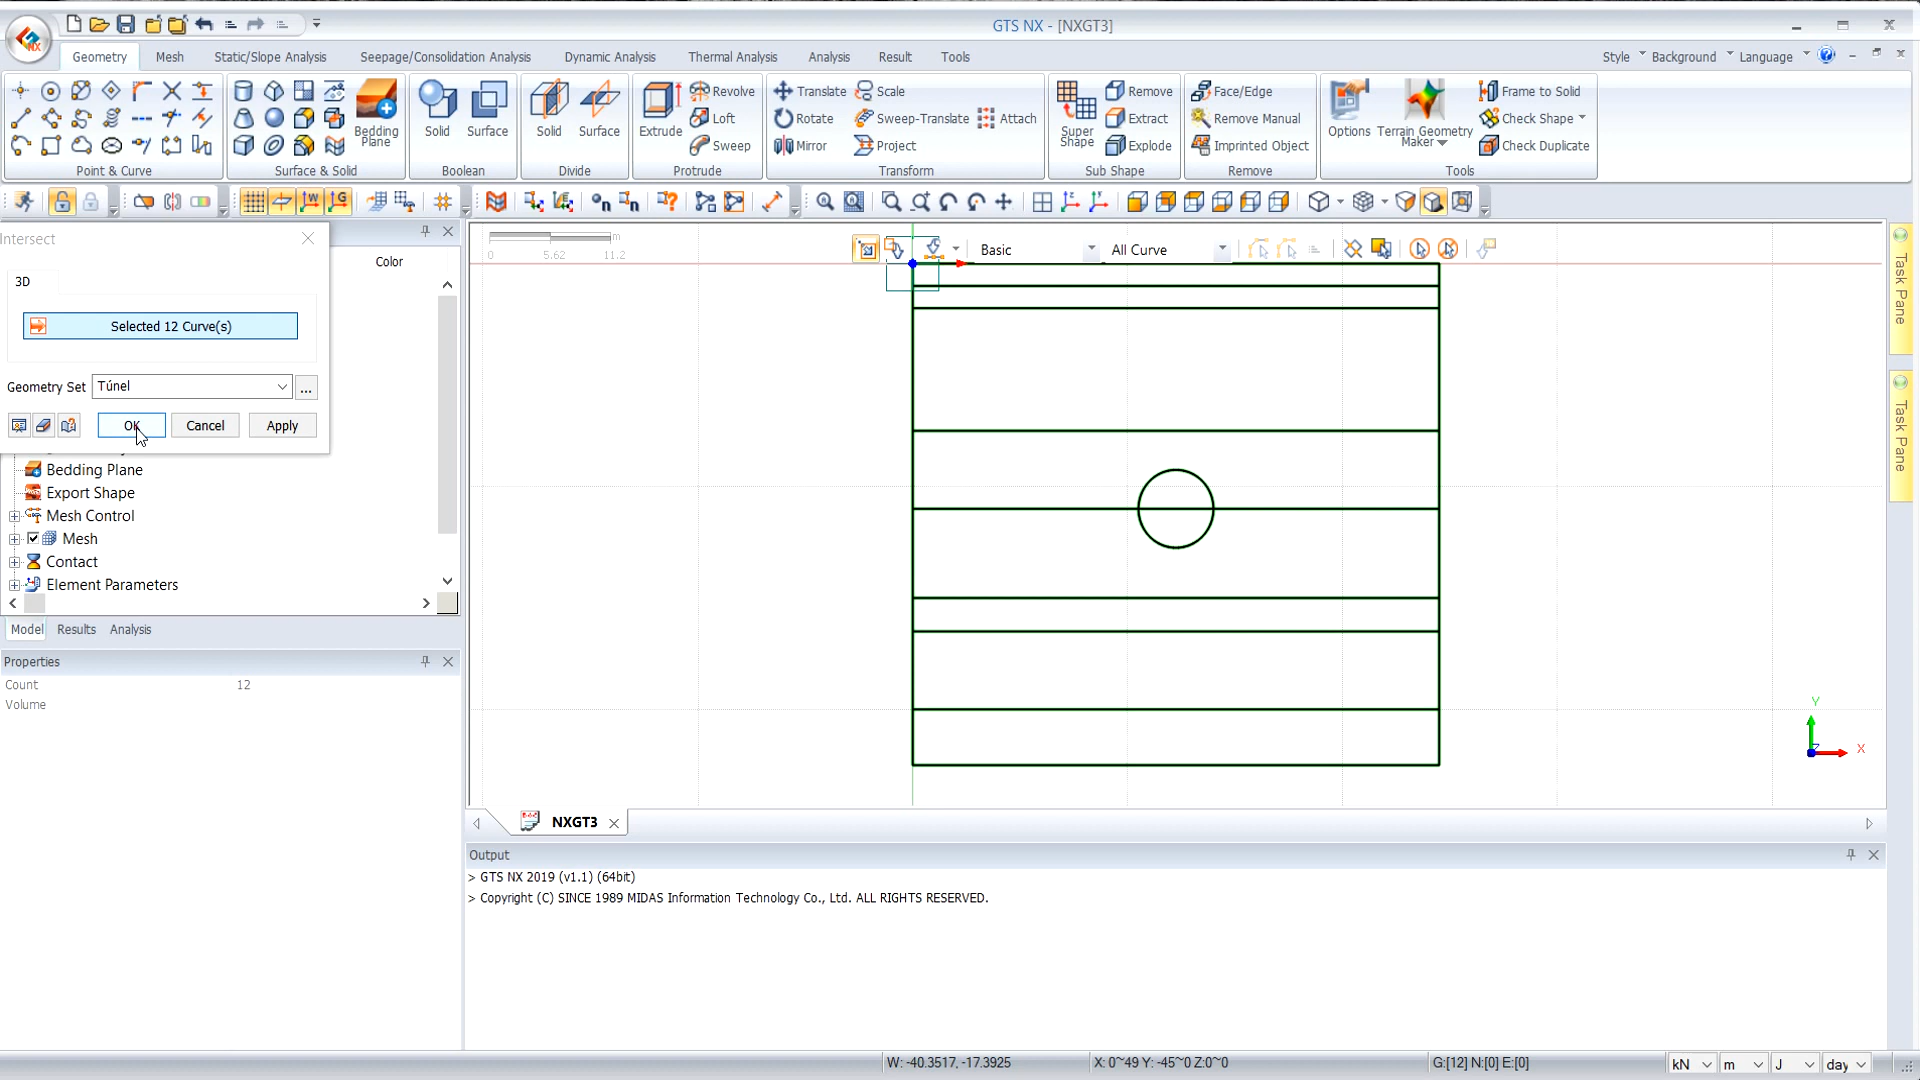 GTS NX - [NXGT3]
Geometry Mesh Static/Slope Analysis Seepage/Consolidation Analysis Dynamic Analysis Thermal Analysis Analysis Result Tools Style Background Language
Revolve Translate Scale Remove Face/Edge Frame to Solid
Bedding Plane Solid Surface Solid Surface Extrude Loft Rotate Sweep-Translate Attach Super Shape Extract Remove Manual Options Terrain Geometry Maker Check Shape
Sweep Mirror Project Explode Imprinted Object Check Duplicate
Point & Curve Surface & Solid Boolean Divide Protrude Transform Sub Shape Remove Tools
Intersect
Color
3D
Selected 12 Curve(s)
Geometry Set Túnel ...
OK Cancel Apply
Bedding Plane
Export Shape
Mesh Control
Mesh
Contact
Element Parameters
Model Results Analysis
Properties
Count 12
Volume
m
0 5.62 11.2
Basic All Curve
Y
Z
X
NXGT3
Output
> GTS NX 2019 (v1.1) (64bit)
> Copyright (C) SINCE 1989 MIDAS Information Technology Co., Ltd. ALL RIGHTS RESERVED.
Task Pane
Task Pane
W: -40.3517, -17.3925 X: 0~49 Y: -45~0 Z:0~0 G:[12] N:[0] E:[0] kN m J day